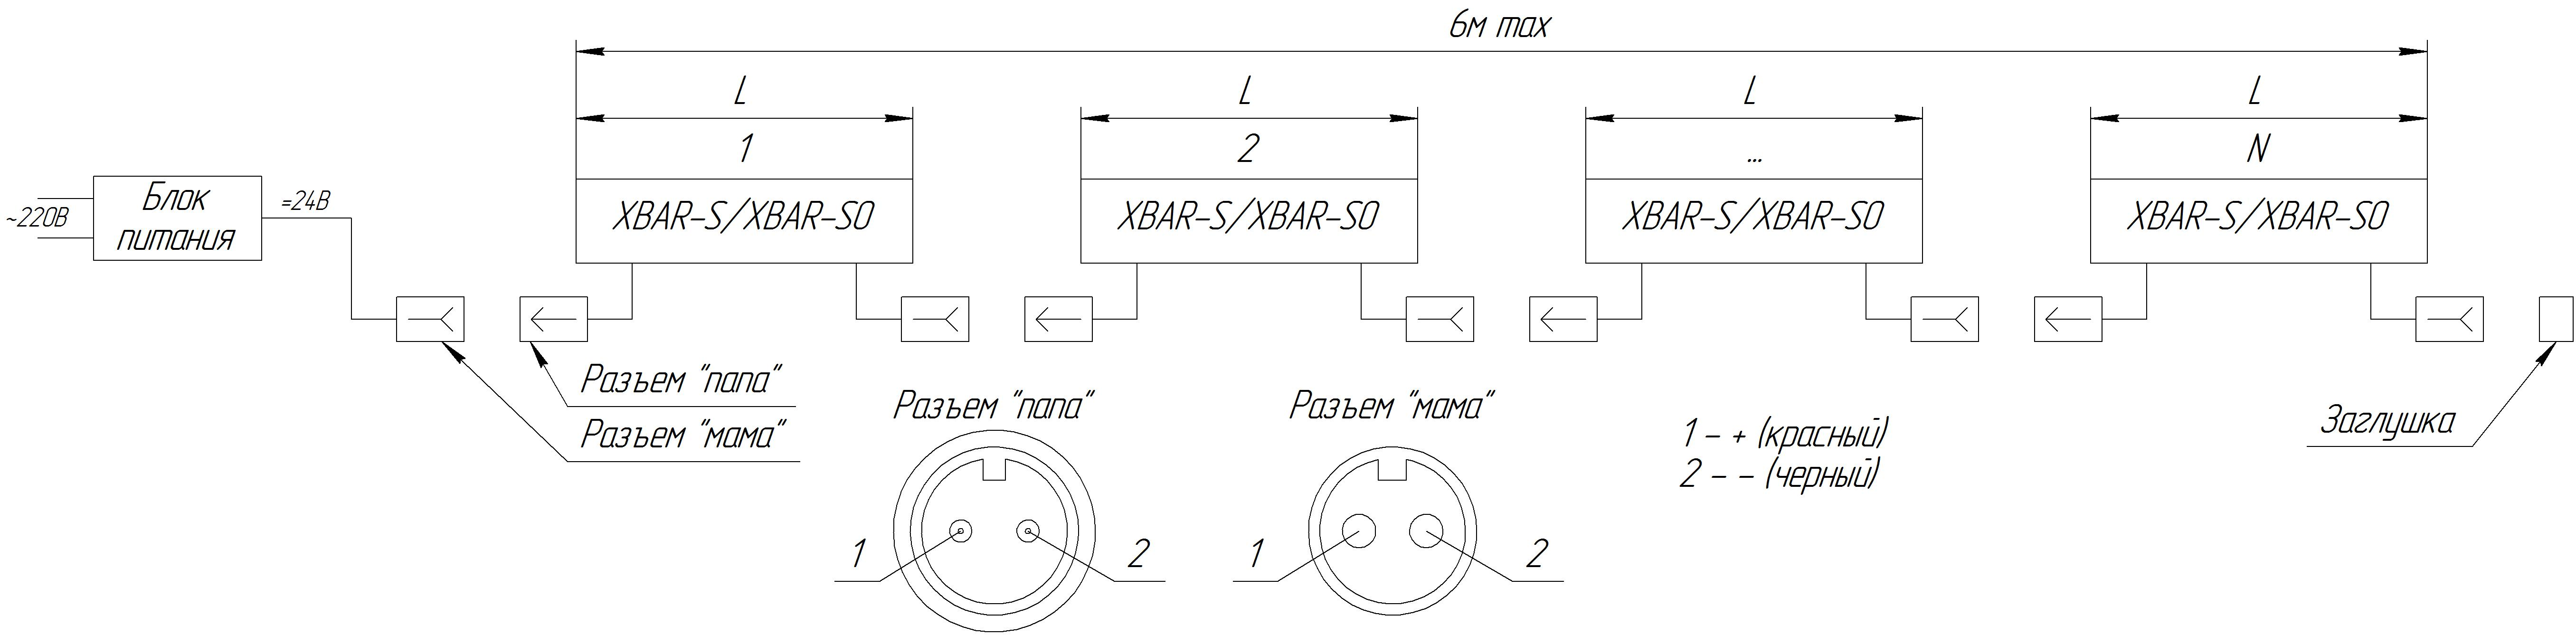 6м max
L
L
L
L
1
2
...
N
~220В
Блок
питания
=24В
XBAR-S/XBAR-SO
XBAR-S/XBAR-SO
XBAR-S/XBAR-SO
XBAR-S/XBAR-SO
Разъем "папа"
Разъем "мама"
Разъем "папа"
Разъем "мама"
1 - + (красный)
2 - - (черный)
Заглушка
1
2
1
2